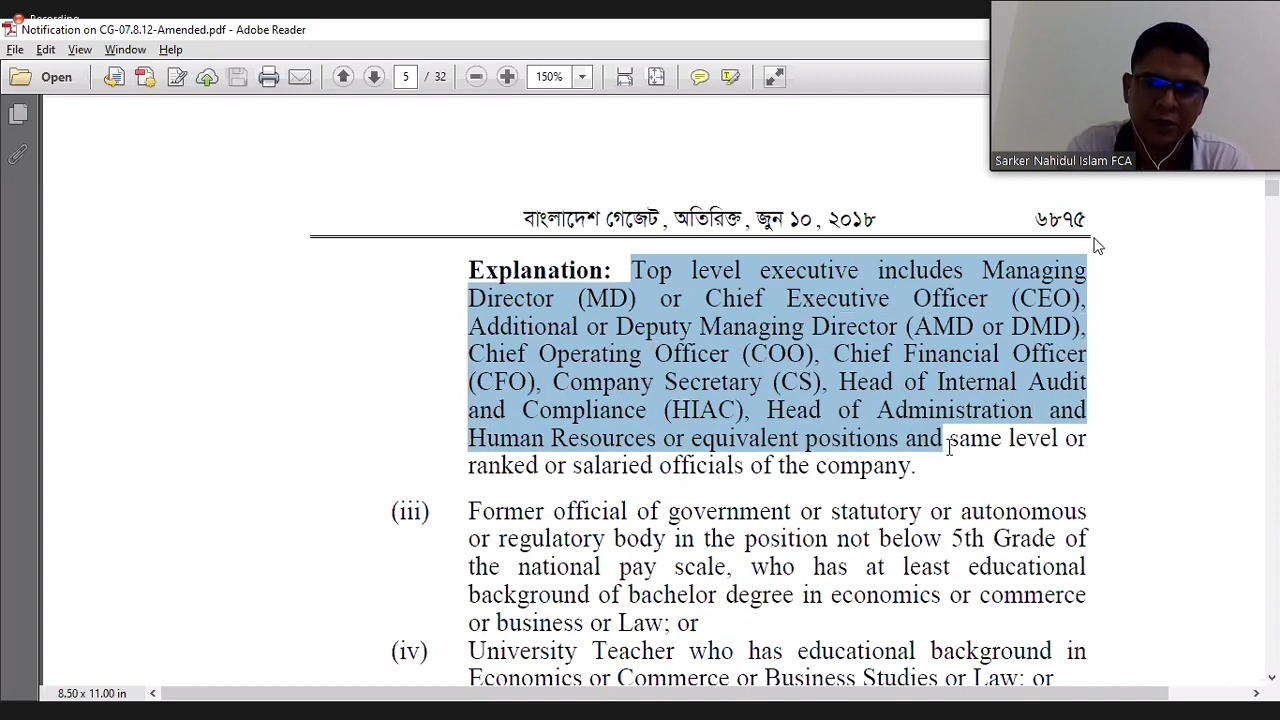 Recording
Notification on CG-07.8.12-Amended.pdf - Adobe Reader
File Edit View Window Help
Open 5 / 32 150%
Sarker Nahidul Islam FCA
বাংলাদেশ গেজেট, অতিরিক্ত, জুন ১০, ২০১৮ ৬৮৭৫
Explanation: Top level executive includes Managing
Director (MD) or Chief Executive Officer (CEO),
Additional or Deputy Managing Director (AMD or DMD),
Chief Operating Officer (COO), Chief Financial Officer
(CFO), Company Secretary (CS), Head of Internal Audit
and Compliance (HIAC), Head of Administration and
Human Resources or equivalent positions and same level or
ranked or salaried officials of the company.
(iii) Former official of government or statutory or autonomous
or regulatory body in the position not below 5th Grade of
the national pay scale, who has at least educational
background of bachelor degree in economics or commerce
or business or Law; or
(iv) University Teacher who has educational background in
Economics or Commerce or Business Studies or Law; or
8.50 x 11.00 in